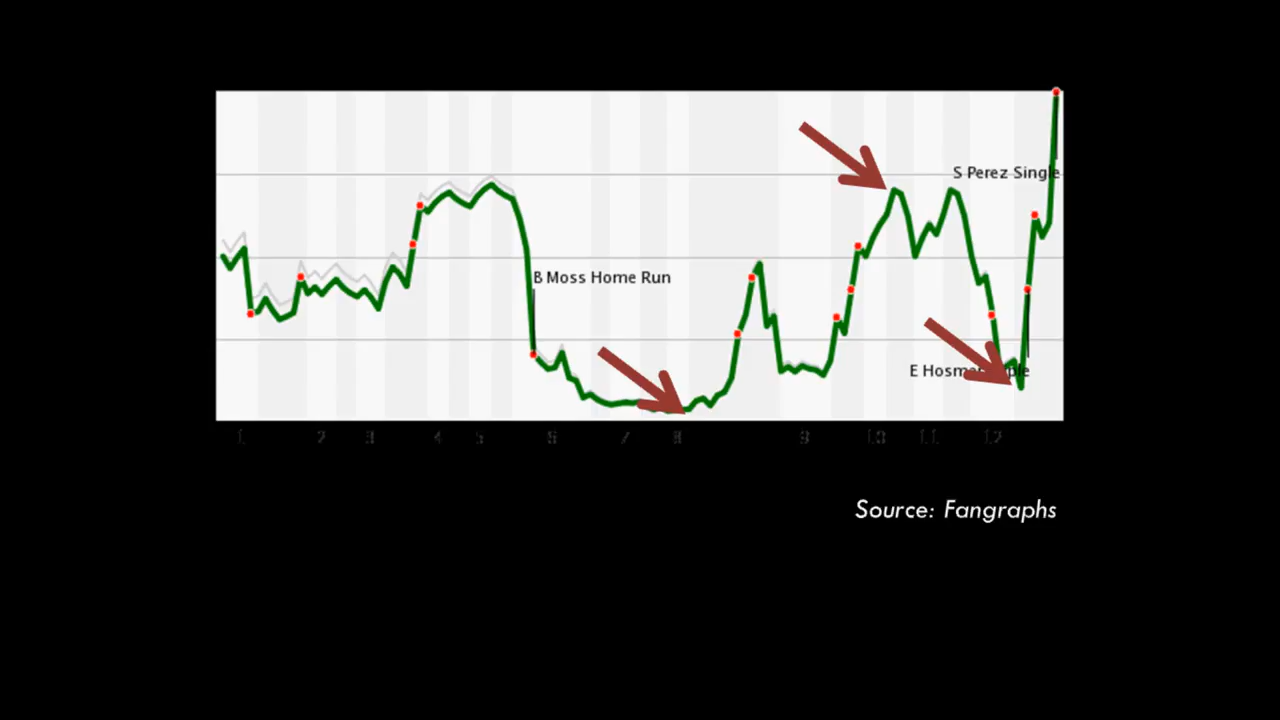 S Perez Single
B Moss Home Run
E Hosmer
1 2 3 4 5 6 7 8 9 10 11 12
Source: Fangraphs